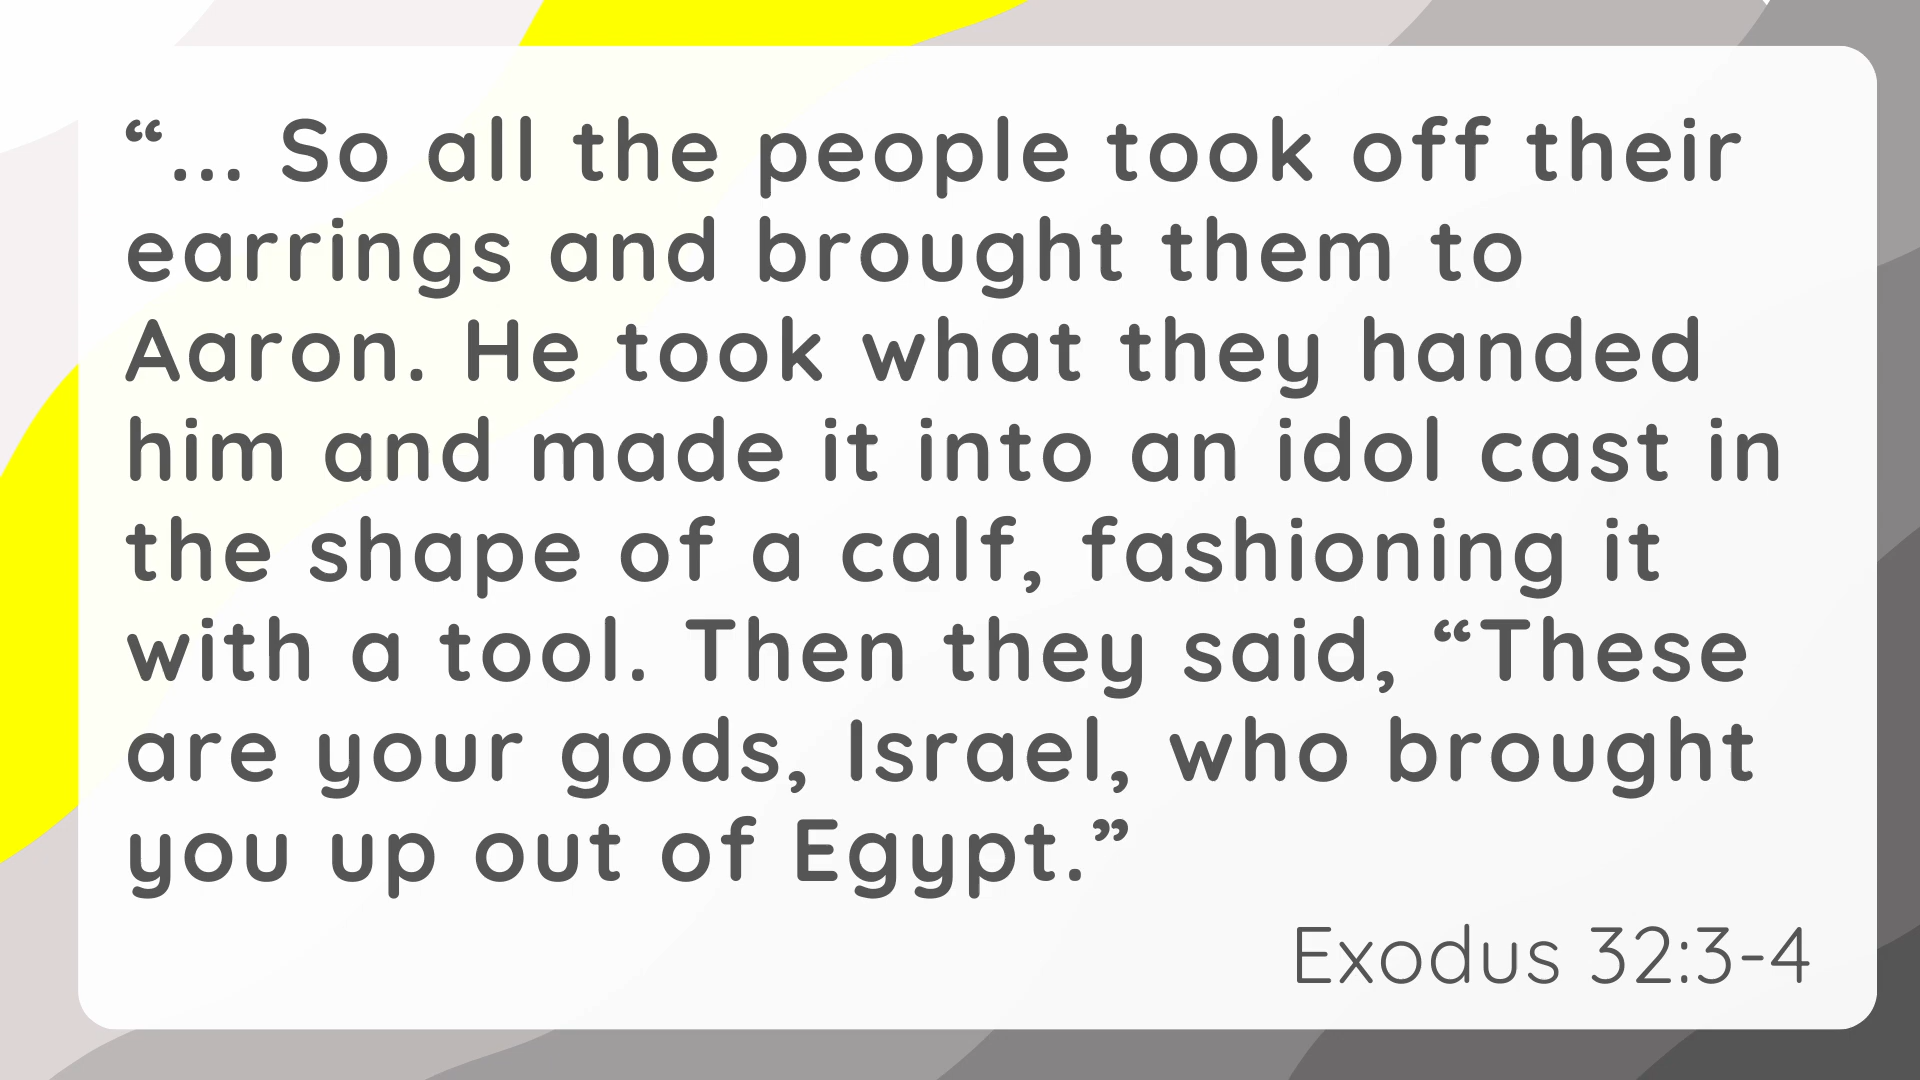 “... So all the people took off their
earrings and brought them to
Aaron. He took what they handed
him and made it into an idol cast in
the shape of a calf, fashioning it
with a tool. Then they said, “These
are your gods, Israel, who brought
you up out of Egypt.”
Exodus 32:3-4